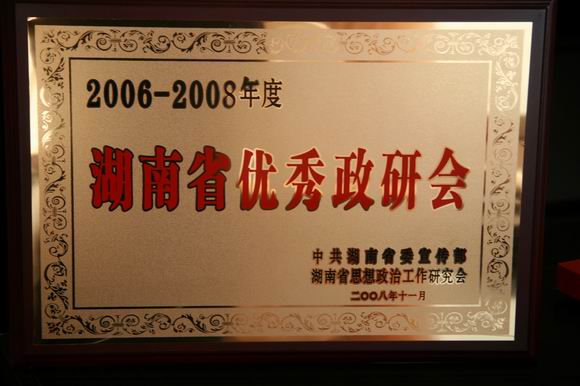 2006-2008年度
湖南省优秀政研会
中共湖南省委宣传部
湖南省思想政治工作研究会
二〇〇八年十一月